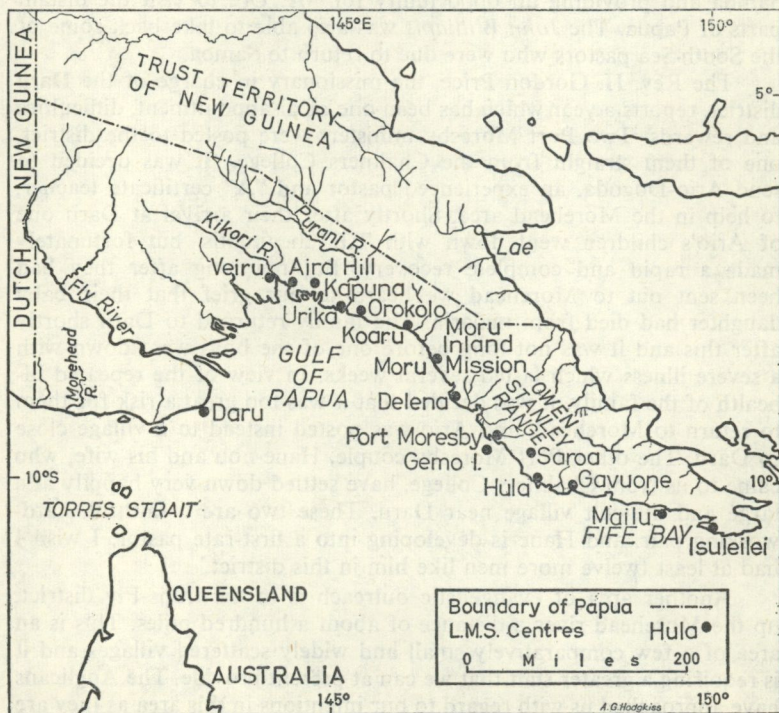 145°E
150°
TRUST TERRITORY
OF NEW GUINEA
5°
DUTCH NEW GUINEA
Purari R.
Kikori R.
Lae
Veiru
Aird Hill
Kapuna
Fly River
Urika
Orokolo
Koaru
Moru
Inland
Mission
GULF
OF
PAPUA
Morehead
R.
Moru
OWEN
STANLEY
RANGE
Delena
Daru
Port Moresby
Gemo I.
Saroa
10°S
Hula
Gavuone
10°
TORRES STRAIT
Mailu
FIFE BAY
Isuleilei
QUEENSLAND
Boundary of Papua
L.M.S. Centres Hula
0 Miles 200
AUSTRALIA
145°
150°
A.G.Hodgkiss